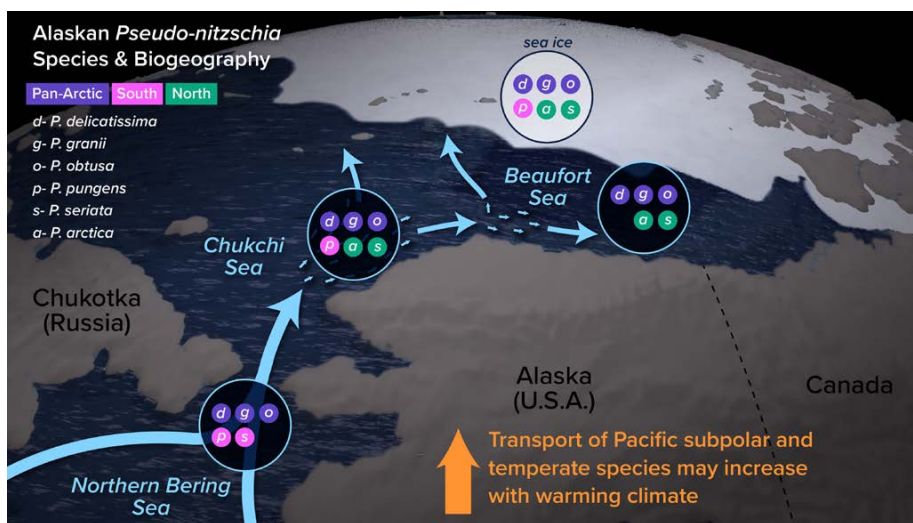 Alaskan Pseudo-nitzschia
Species & Biogeography
Pan-Arctic South North
d- P. delicatissima
g- P. granii
o- P. obtusa
p- P. pungens
s- P. seriata
a- P. arctica
sea ice
d g o
p a s
Beaufort
Sea
d g o
a s
d g o
p a s
Chukchi
Sea
Chukotka
(Russia)
Alaska
(U.S.A.)
Canada
d g o
p s
Northern Bering
Sea
Transport of Pacific subpolar and
temperate species may increase
with warming climate